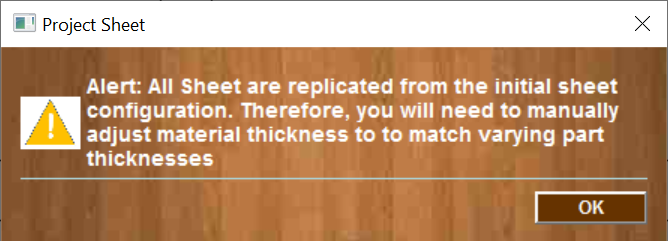 Project Sheet
Alert: All Sheet are replicated from the initial sheet
configuration. Therefore, you will need to manually
adjust material thickness to to match varying part
thicknesses
OK